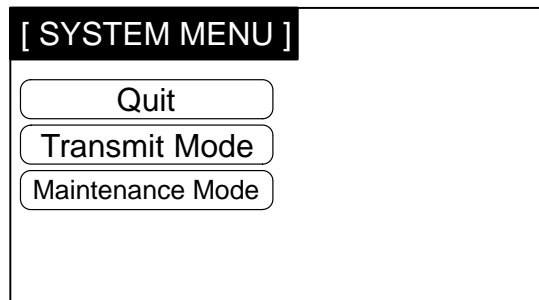 [ SYSTEM MENU ]
Quit
Transmit Mode
Maintenance Mode